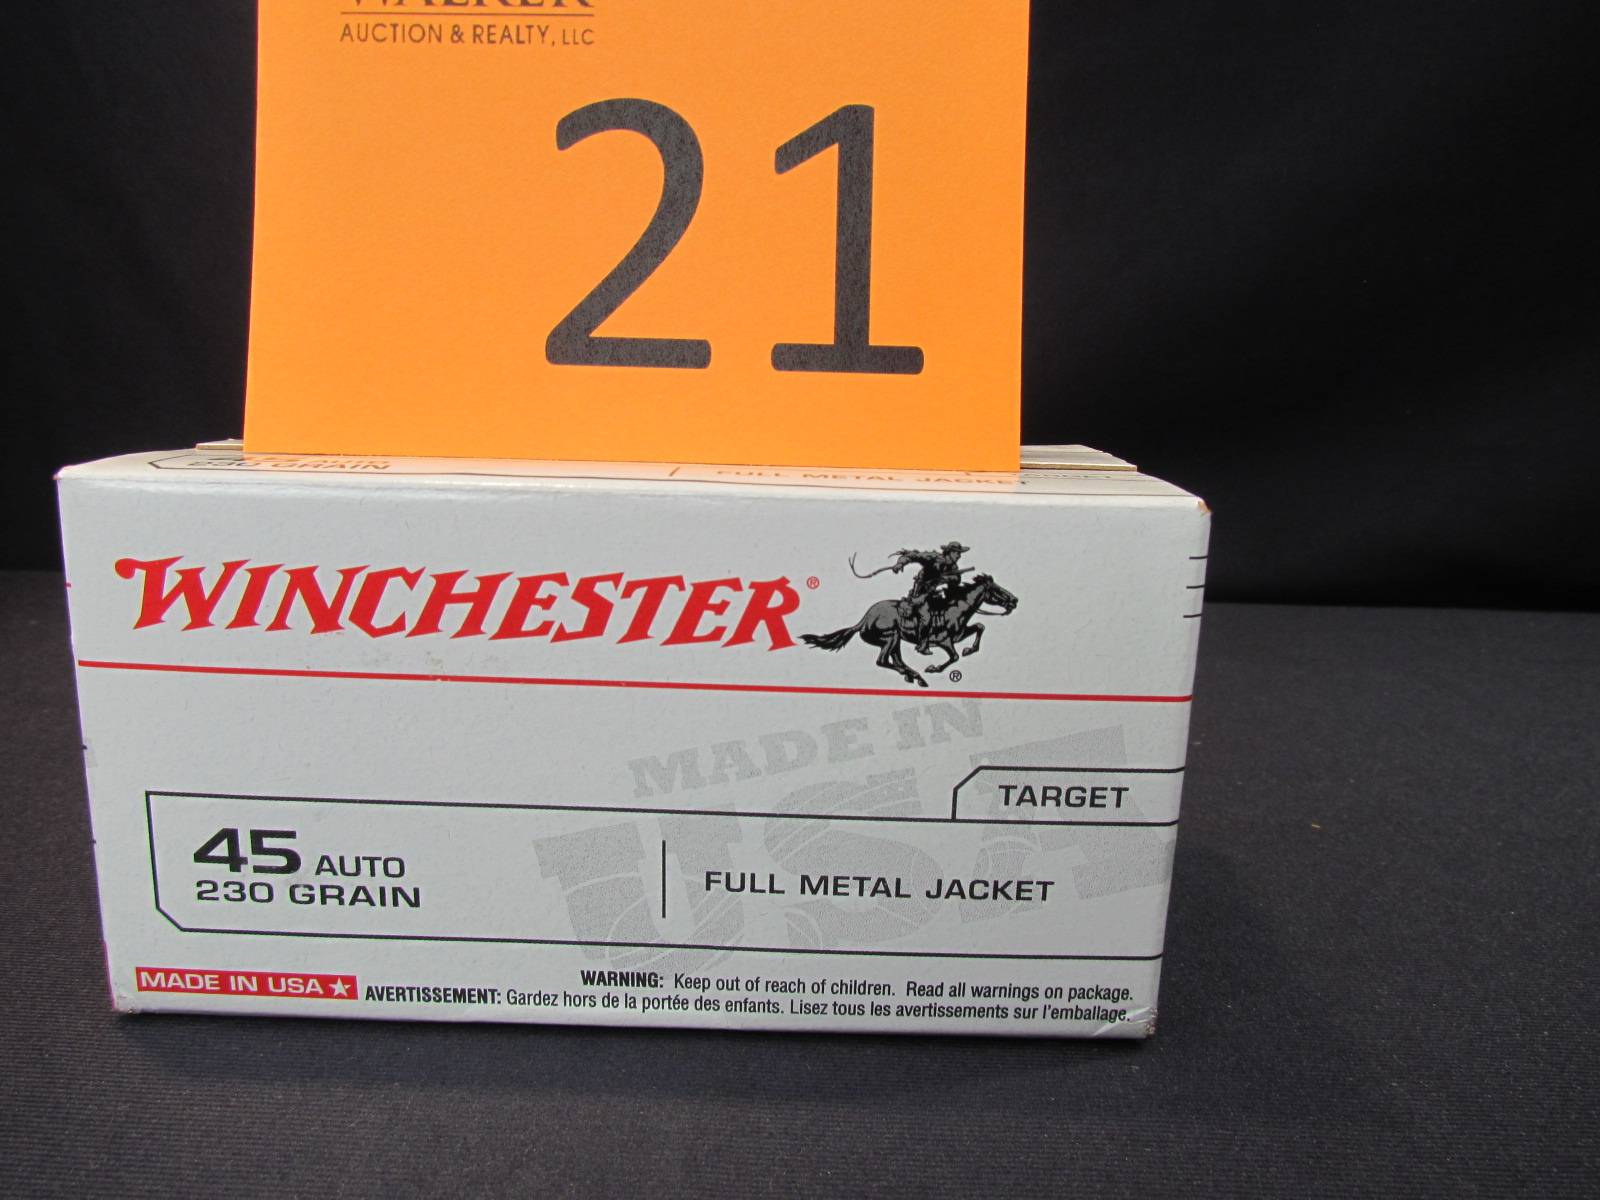 WALKER
AUCTION & REALTY, LLC
21
230 GRAIN
FULL METAL JACKET
WINCHESTER®
®
MADE IN
USA
TARGET
45 AUTO
230 GRAIN
FULL METAL JACKET
MADE IN USA★
WARNING: Keep out of reach of children. Read all warnings on package.
AVERTISSEMENT: Gardez hors de la portée des enfants. Lisez tous les avertissements sur l'emballage.